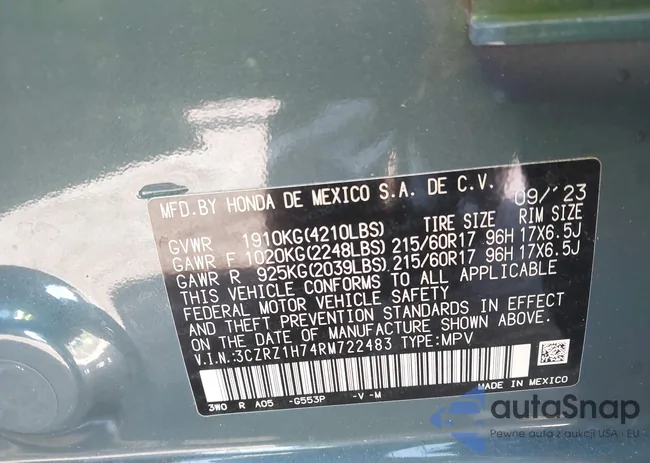 MFD.BY HONDA DE MEXICO S.A. DE C.V. 09/'23
GVWR 1910KG(4210LBS) TIRE SIZE RIM SIZE
GAWR F 1020KG(2248LBS) 215/60R17 96H 17X6.5J
GAWR R 925KG(2039LBS) 215/60R17 96H 17X6.5J
THIS VEHICLE CONFORMS TO ALL APPLICABLE
FEDERAL MOTOR VEHICLE SAFETY
AND THEFT PREVENTION STANDARDS IN EFFECT
ON THE DATE OF MANUFACTURE SHOWN ABOVE.
V.I.N.:3CZRZ1H74RM722483 TYPE:MPV
3W0 R A05 -G553P -V -M MADE IN MEXICO
autoSnap
Pewne auta z aukcji USA - EU